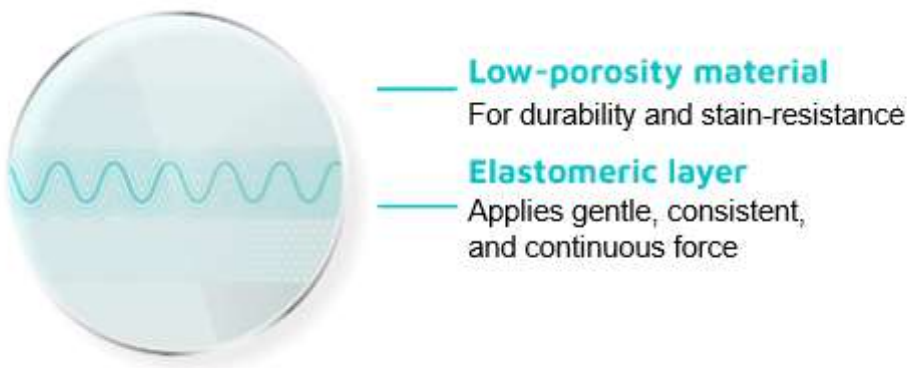 Low-porosity material
For durability and stain-resistance
Elastomeric layer
Applies gentle, consistent,
and continuous force